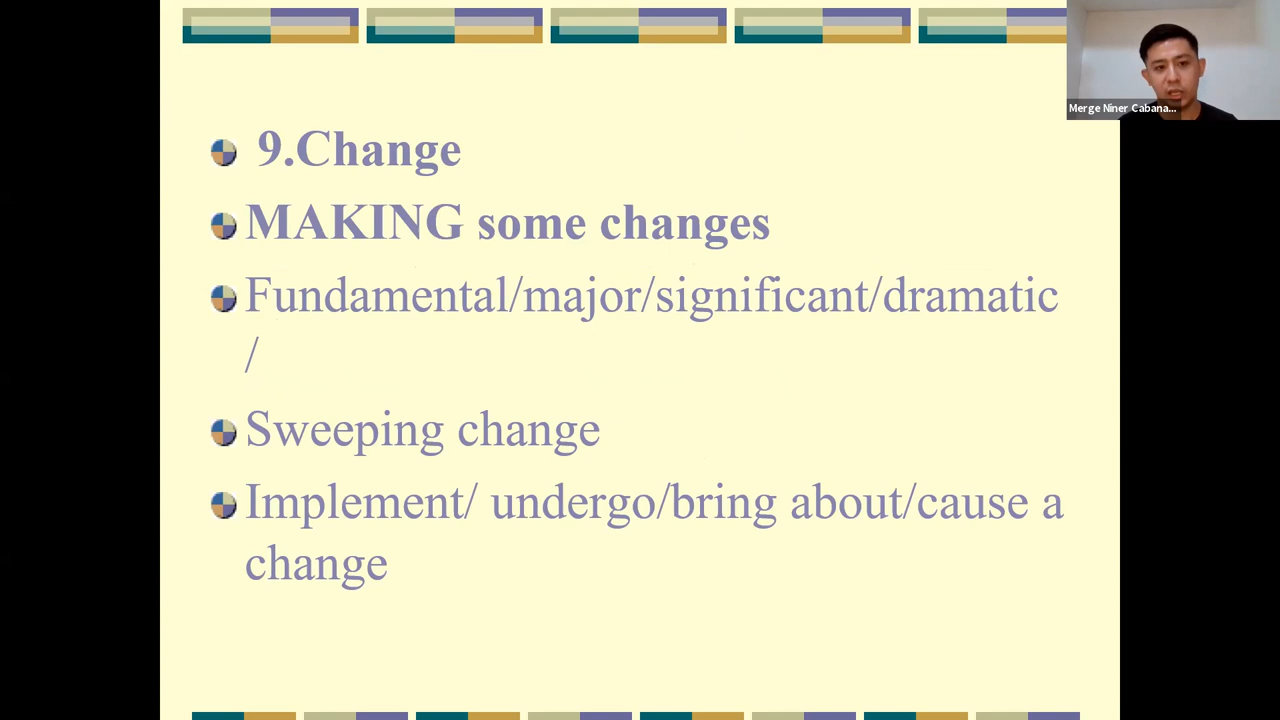 9.Change
MAKING some changes
Fundamental/major/significant/dramatic
/
Sweeping change
Implement/ undergo/bring about/cause a
change
Merge Niner Cabana...